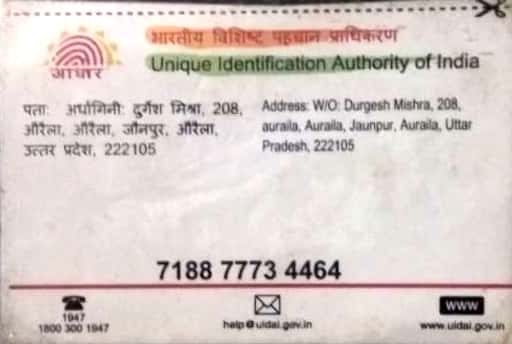 भारतीय विशिष्ट पहचान प्राधिकरण
Unique Identification Authority of India
आधार
पता: अर्धांगिनी: दुर्गेश मिश्रा, 208,
औरैला, औरैला, जौनपुर, औरैला,
उत्तर प्रदेश, 222105
Address: W/O: Durgesh Mishra, 208,
auraila, Auraila, Jaunpur, Auraila, Uttar
Pradesh, 222105
7188 7773 4464
1947
1800 300 1947
help@uidai.gov.in
WWW
www.uidai.gov.in